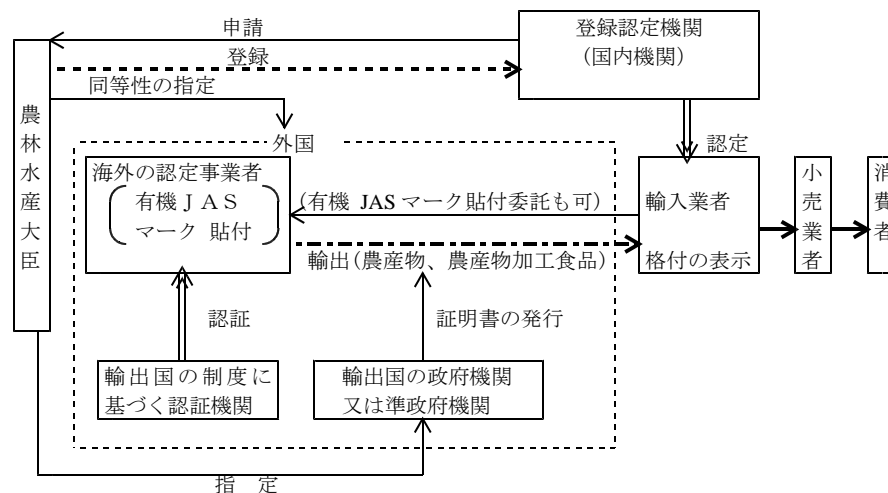 申請
登録認定機関
(国内機関)
登録
同等性の指定
農林水産大臣
外国
認定
海外の認定事業者
有機JAS
マーク 貼付
(有機 JAS マーク貼付委託も可)
輸入業者
格付の表示
小売業者
消費者
輸出(農産物、農産物加工食品)
認証
証明書の発行
輸出国の制度に
基づく認証機関
輸出国の政府機関
又は準政府機関
指 定